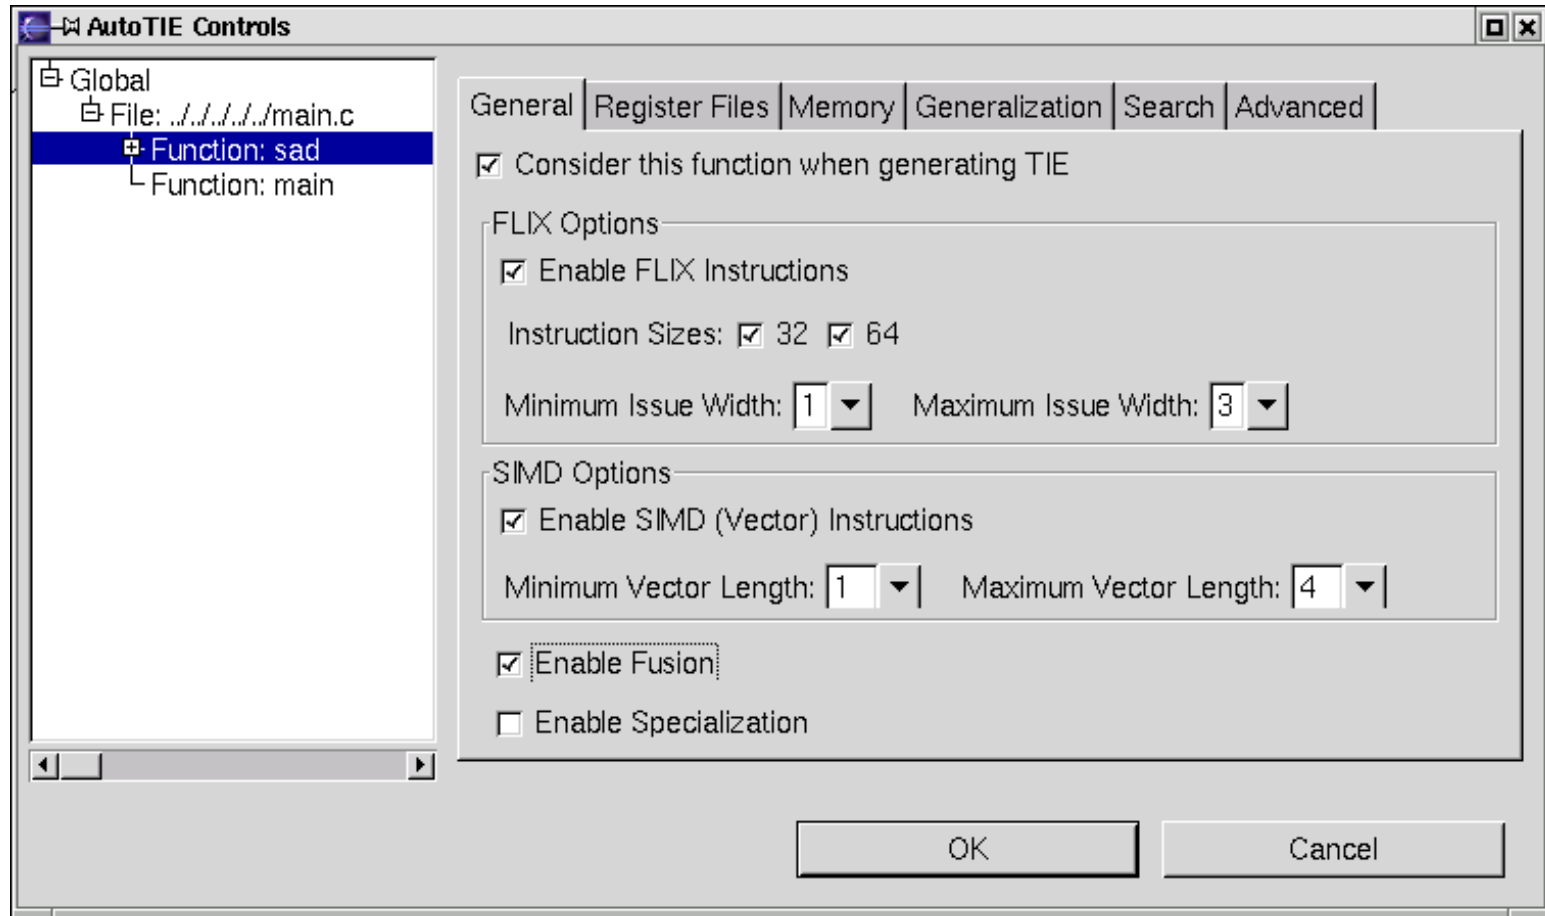 AutoTIE Controls
Global
File: ../../../../../main.c
Function: sad
Function: main
General Register Files Memory Generalization Search Advanced
Consider this function when generating TIE
FLIX Options
Enable FLIX Instructions
Instruction Sizes: 32 64
Minimum Issue Width: 1 Maximum Issue Width: 3
SIMD Options
Enable SIMD (Vector) Instructions
Minimum Vector Length: 1 Maximum Vector Length: 4
Enable Fusion
Enable Specialization
OK Cancel